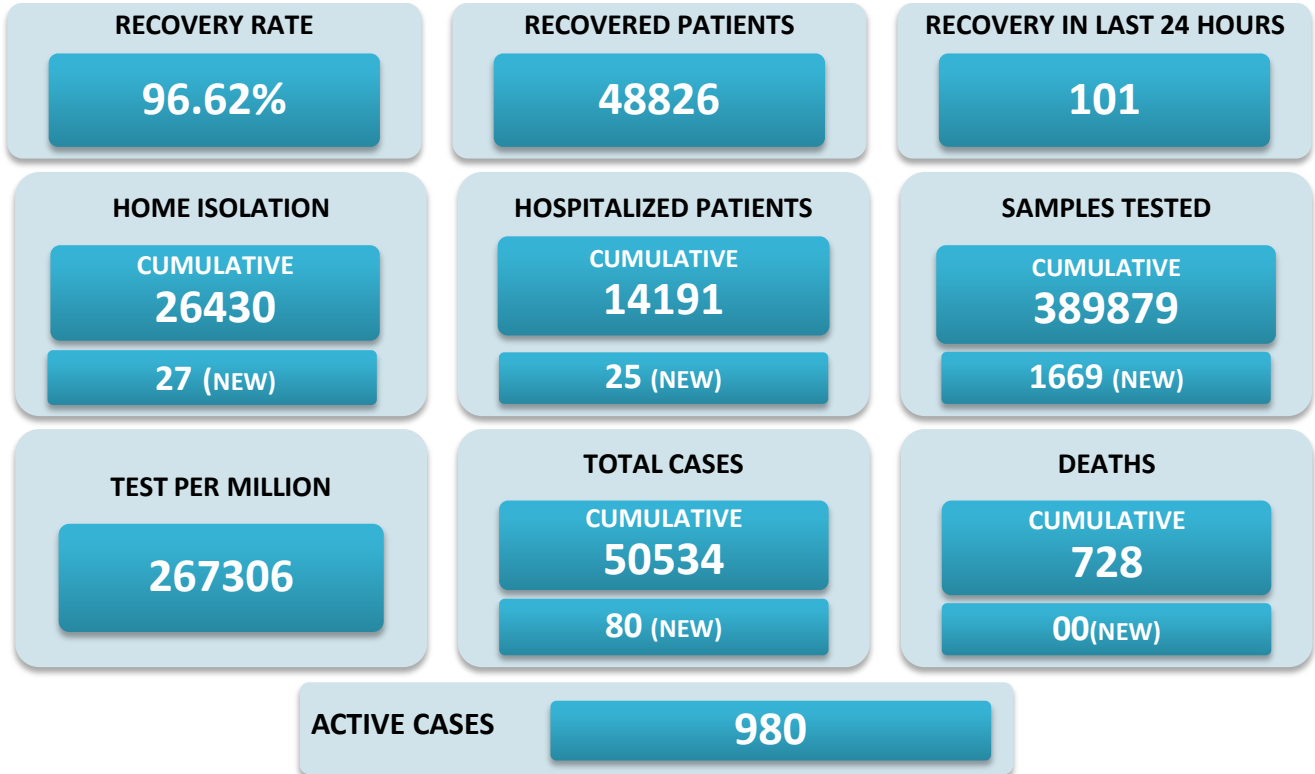 RECOVERY RATE
96.62%
RECOVERED PATIENTS
48826
RECOVERY IN LAST 24 HOURS
101
HOME ISOLATION
CUMULATIVE
26430
27 (NEW)
HOSPITALIZED PATIENTS
CUMULATIVE
14191
25 (NEW)
SAMPLES TESTED
CUMULATIVE
389879
1669 (NEW)
TEST PER MILLION
267306
TOTAL CASES
CUMULATIVE
50534
80 (NEW)
DEATHS
CUMULATIVE
728
00(NEW)
ACTIVE CASES
980